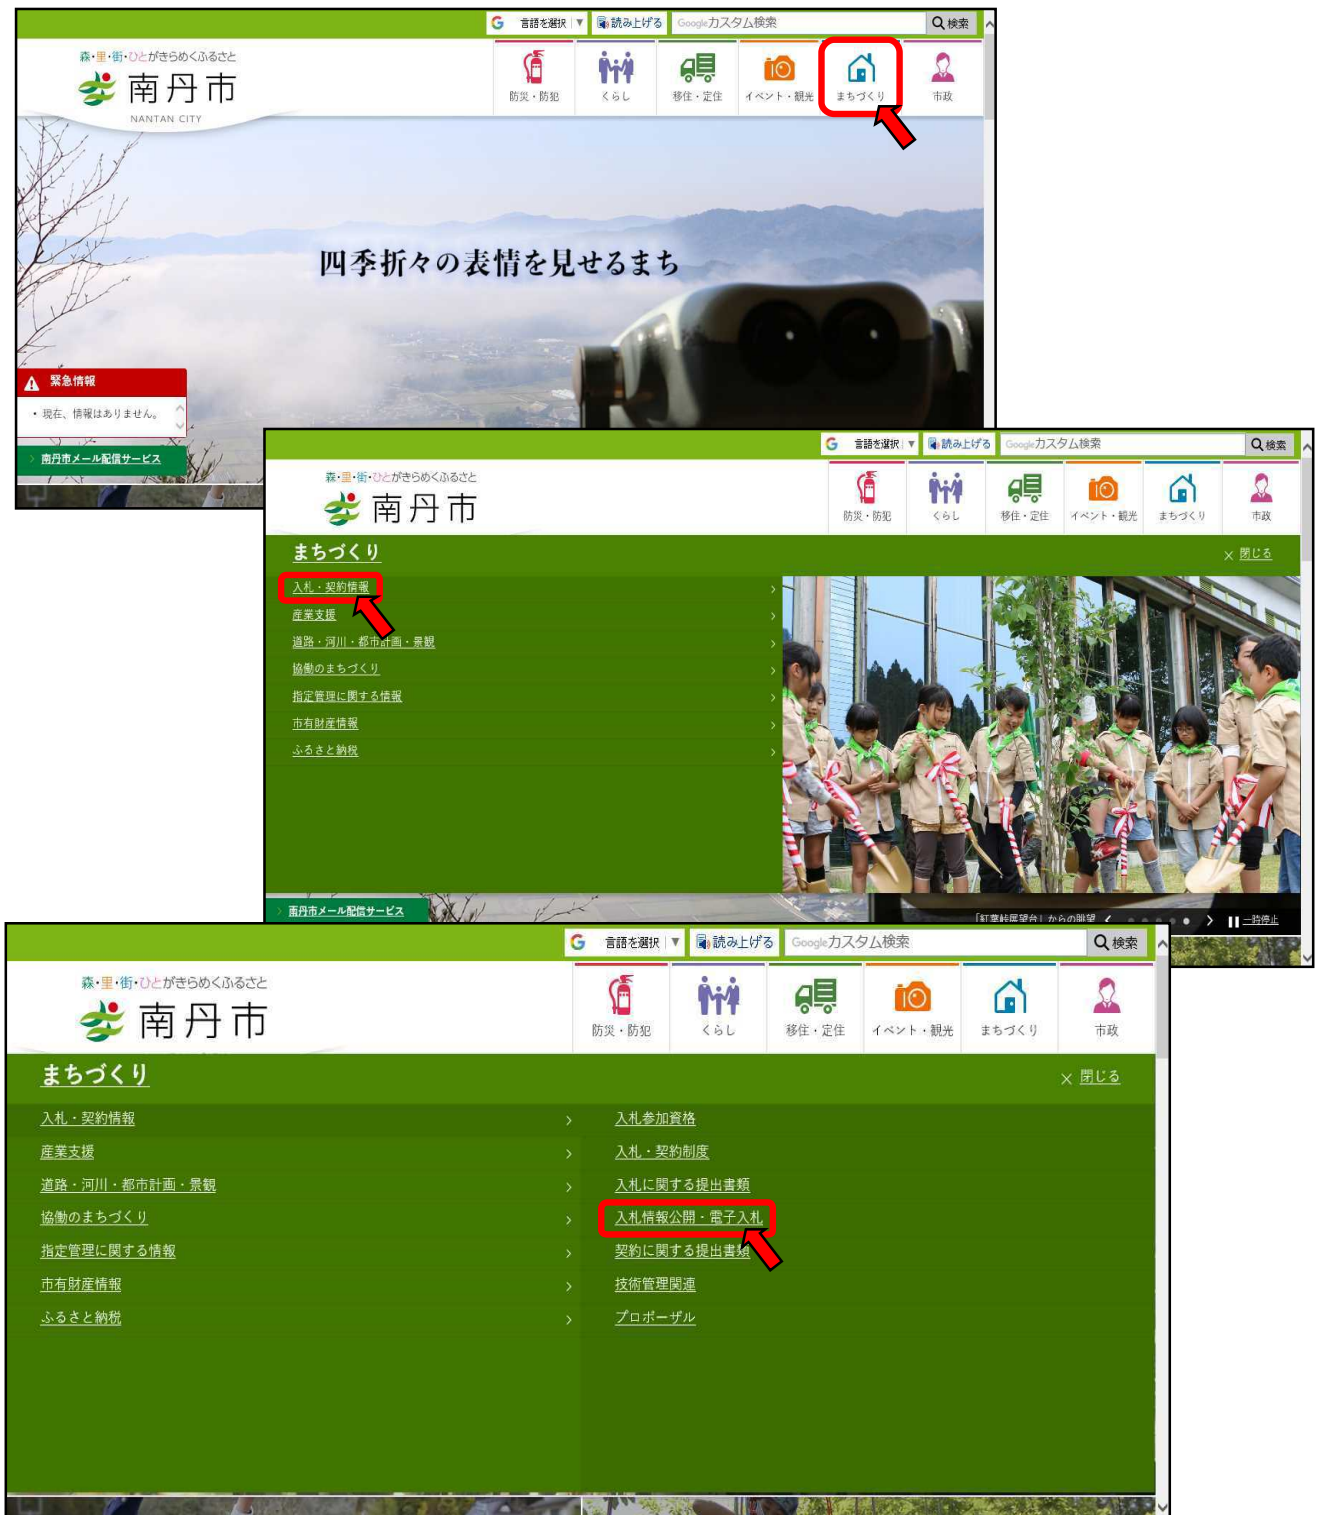 言語を選択 ▼ 読み上げる Googleカスタム検索 検索
森・里・街・ひとがきらめくふるさと
南丹市
NANTAN CITY
防災・防犯 くらし 移住・定住 イベント・観光 まちづくり 市政
四季折々の表情を見せるまち
緊急情報
・現在、情報はありません。
南丹市メール配信サービス
言語を選択 ▼ 読み上げる Googleカスタム検索 検索
森・里・街・ひとがきらめくふるさと
南丹市
防災・防犯 くらし 移住・定住 イベント・観光 まちづくり 市政
まちづくり × 閉じる
入札・契約情報
産業支援
道路・河川・都市計画・景観
協働のまちづくり
指定管理に関する情報
市有財産情報
ふるさと納税
南丹市メール配信サービス
「紅葉峠展望台」からの眺望 一時停止
言語を選択 ▼ 読み上げる Googleカスタム検索 検索
森・里・街・ひとがきらめくふるさと
南丹市
防災・防犯 くらし 移住・定住 イベント・観光 まちづくり 市政
まちづくり × 閉じる
入札・契約情報 入札参加資格
産業支援 入札・契約制度
道路・河川・都市計画・景観 入札に関する提出書類
協働のまちづくり 入札情報公開・電子入札
指定管理に関する情報 契約に関する提出書類
市有財産情報 技術管理関連
ふるさと納税 プロポーザル